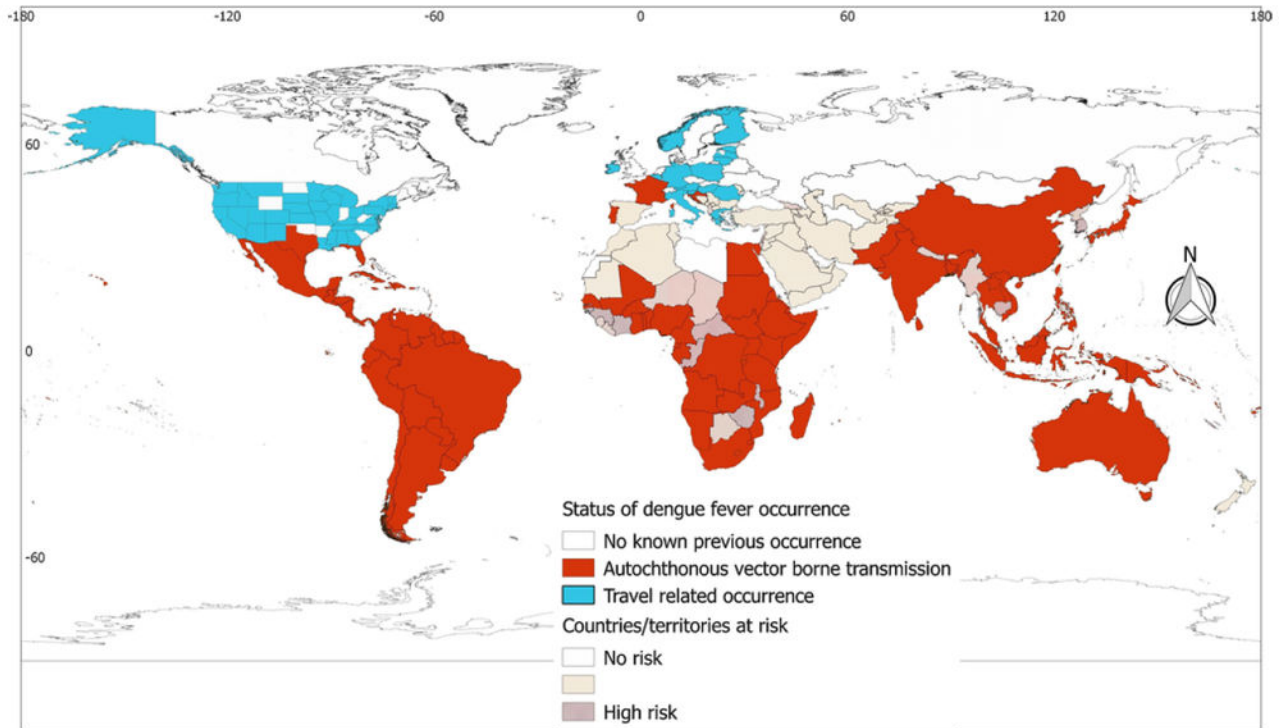 -180 -120 -60 0 60 120 180
60
0
-60
N
Status of dengue fever occurrence
No known previous occurrence
Autochthonous vector borne transmission
Travel related occurrence
Countries/territories at risk
No risk
High risk